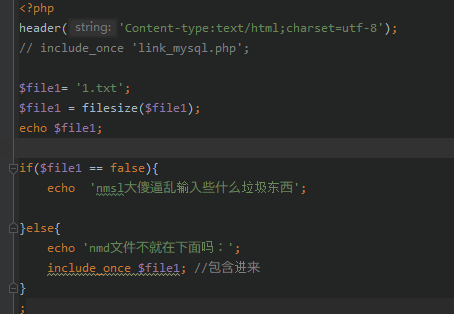 <?php
header( string: 'Content-type:text/html;charset=utf-8');
// include_once 'link_mysql.php';
$file1= '1.txt';
$file1 = filesize($file1);
echo $file1;
if($file1 == false){
echo  'nmsl大傻逼乱输入些什么垃圾东西';
}else{
echo 'nmd文件不就在下面吗：';
include_once $file1; //包含进来
}
;